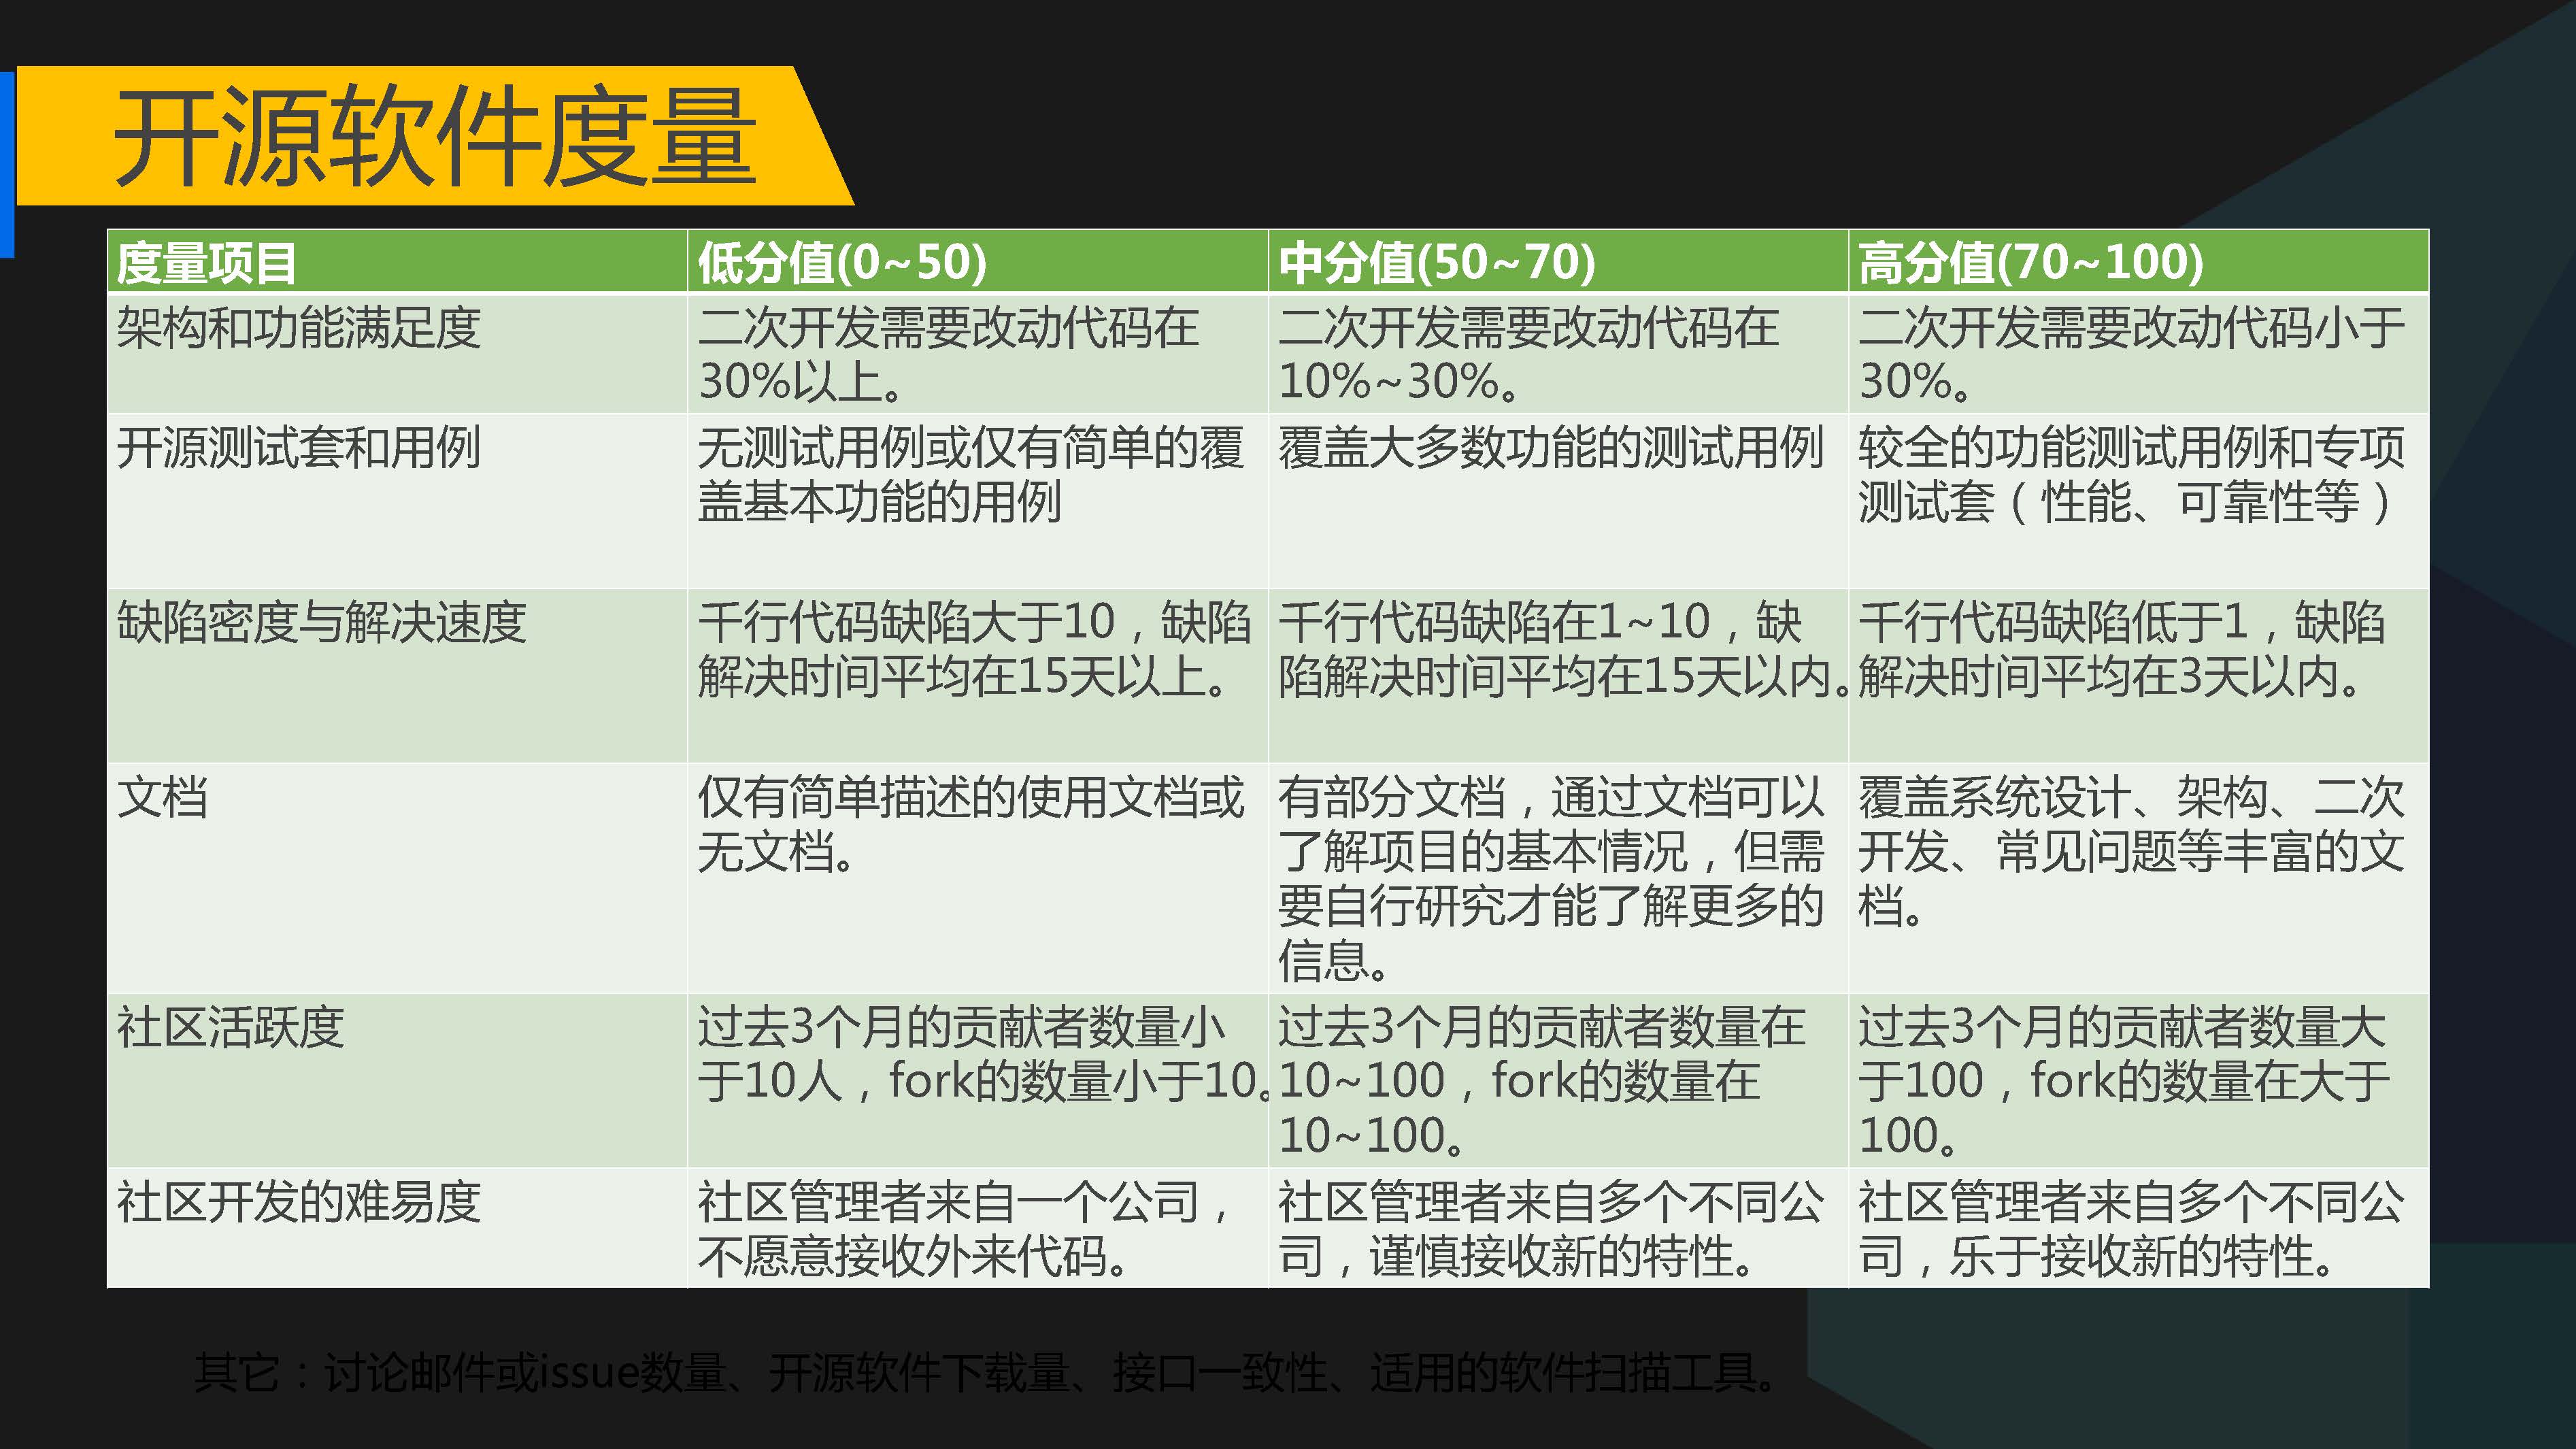 开源软件度量
度量项目
低分值(0~50)
中分值(50~70)
高分值(70~100)
架构和功能满足度
二次开发需要改动代码在
30%以上。
二次开发需要改动代码在
10%~30%。
二次开发需要改动代码小于
30%。
开源测试套和用例
无测试用例或仅有简单的覆
盖基本功能的用例
覆盖大多数功能的测试用例
较全的功能测试用例和专项
测试套（性能、可靠性等）
缺陷密度与解决速度
千行代码缺陷大于10，缺陷
解决时间平均在15天以上。
千行代码缺陷在1~10，缺
陷解决时间平均在15天以内。
千行代码缺陷低于1，缺陷
解决时间平均在3天以内。
文档
仅有简单描述的使用文档或
无文档。
有部分文档，通过文档可以
了解项目的基本情况，但需
要自行研究才能了解更多的
信息。
覆盖系统设计、架构、二次
开发、常见问题等丰富的文
档。
社区活跃度
过去3个月的贡献者数量小
于10人，fork的数量小于10。
过去3个月的贡献者数量在
10~100，fork的数量在
10~100。
过去3个月的贡献者数量大
于100，fork的数量在大于
100。
社区开发的难易度
社区管理者来自一个公司，
不愿意接收外来代码。
社区管理者来自多个不同公
司，谨慎接收新的特性。
社区管理者来自多个不同公
司，乐于接收新的特性。
其它：讨论邮件或issue数量、开源软件下载量、接口一致性、适用的软件扫描工具。